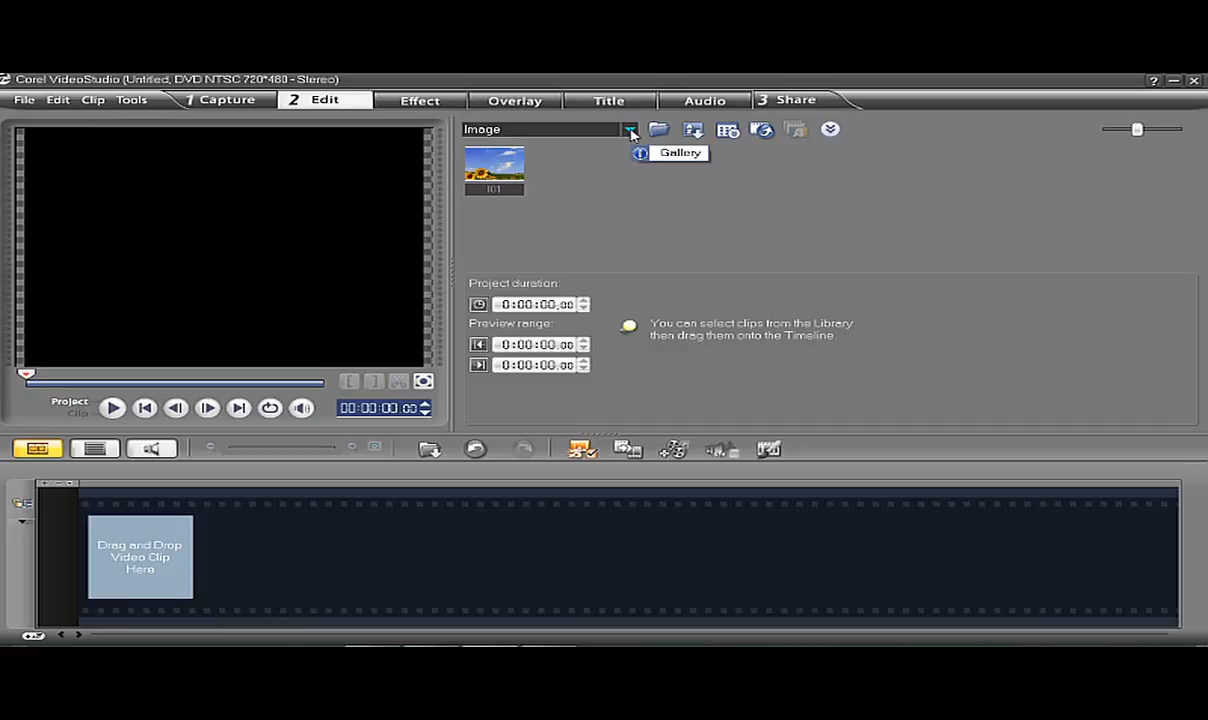 Corel VideoStudio (Untitled, DVD NTSC 720*480 - Stereo)
? 
File Edit Clip Tools 1 Capture 2 Edit Effect Overlay Title Audio 3 Share
Image
Gallery
I01
Project duration:
0:00:00.00
Preview range:
0:00:00.00
0:00:00.00
You can select clips from the Library
then drag them onto the Timeline.
Project
Clip
00:00:00.00
Drag and Drop
Video Clip
Here